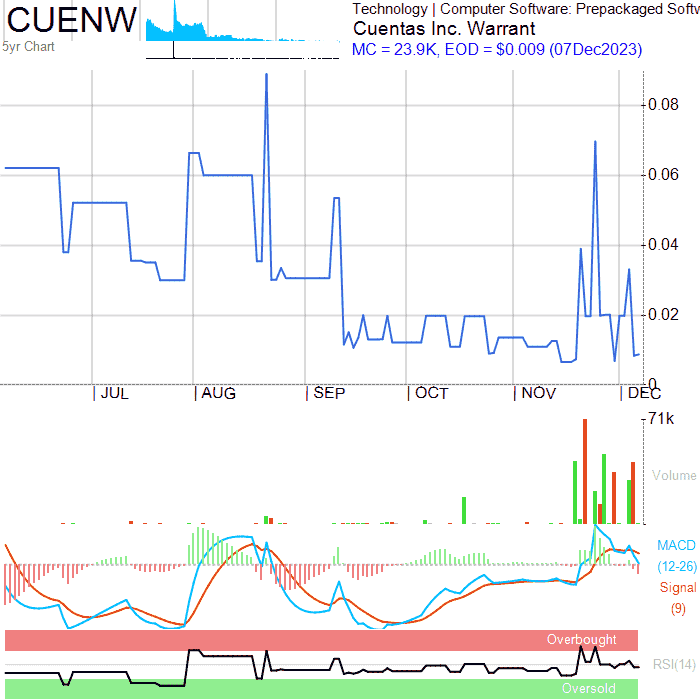 CUENW
5yr Chart
Technology | Computer Software: Prepackaged Softw
Cuentas Inc. Warrant
MC = 23.9K, EOD = $0.009 (07Dec2023)
0.08
0.06
0.04
0.02
0
JUL AUG SEP OCT NOV DEC
71k
Volume
MACD
(12-26)
Signal
(9)
Overbought
RSI(14)
Oversold